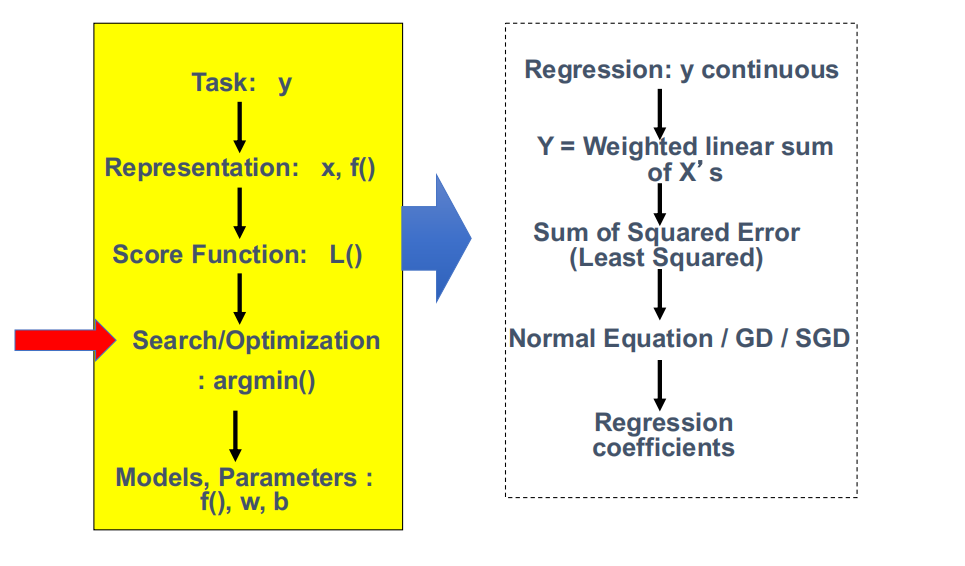 Task: y
Representation: x, f()
Score Function: L()
Search/Optimization
: argmin()
Models, Parameters :
f(), w, b
Regression: y continuous
Y = Weighted linear sum
of X’s
Sum of Squared Error
(Least Squared)
Normal Equation / GD / SGD
Regression
coefficients